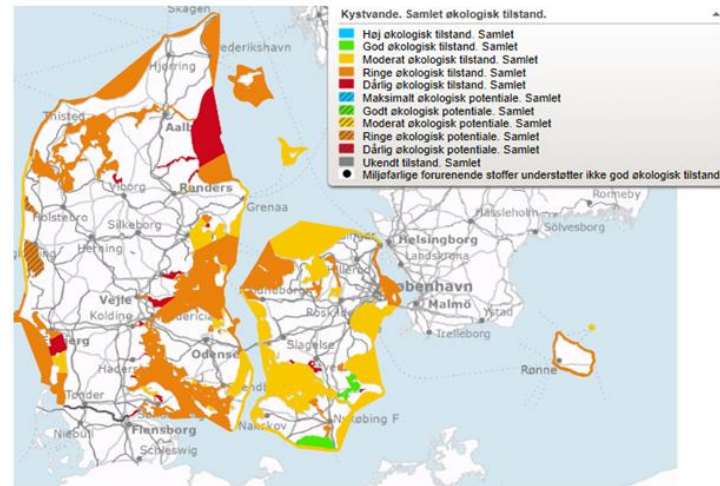 Kystvande. Samlet økologisk tilstand.
Høj økologisk tilstand. Samlet
God økologisk tilstand. Samlet
Moderat økologisk tilstand. Samlet
Ringe økologisk tilstand. Samlet
Dårlig økologisk tilstand. Samlet
Maksimalt økologisk potentiale. Samlet
Godt økologisk potentiale. Samlet
Moderat økologisk potentiale. Samlet
Ringe økologisk potentiale. Samlet
Dårlig økologisk potentiale. Samlet
Ukendt tilstand. Samlet
Miljøfarlige forurenende stoffer understøtter ikke god økologisk tilstand
Skagen
Hjørring
Thisted
Aalb
Viborg
Randers
Grenaa
Holstebro
Silkeborg
Herning
Helsingborg
Hässleholm
Rörneby
Sölvesborg
Landskrona
Hillerød
København
Malmö
Vejle
Kolding
Roskilde
Ystad
Trelleborg
Slagelse
Odense
Rønne
Tønder
Nakskov
Nykøbing F
Niebüll
Flensborg
Schleswig